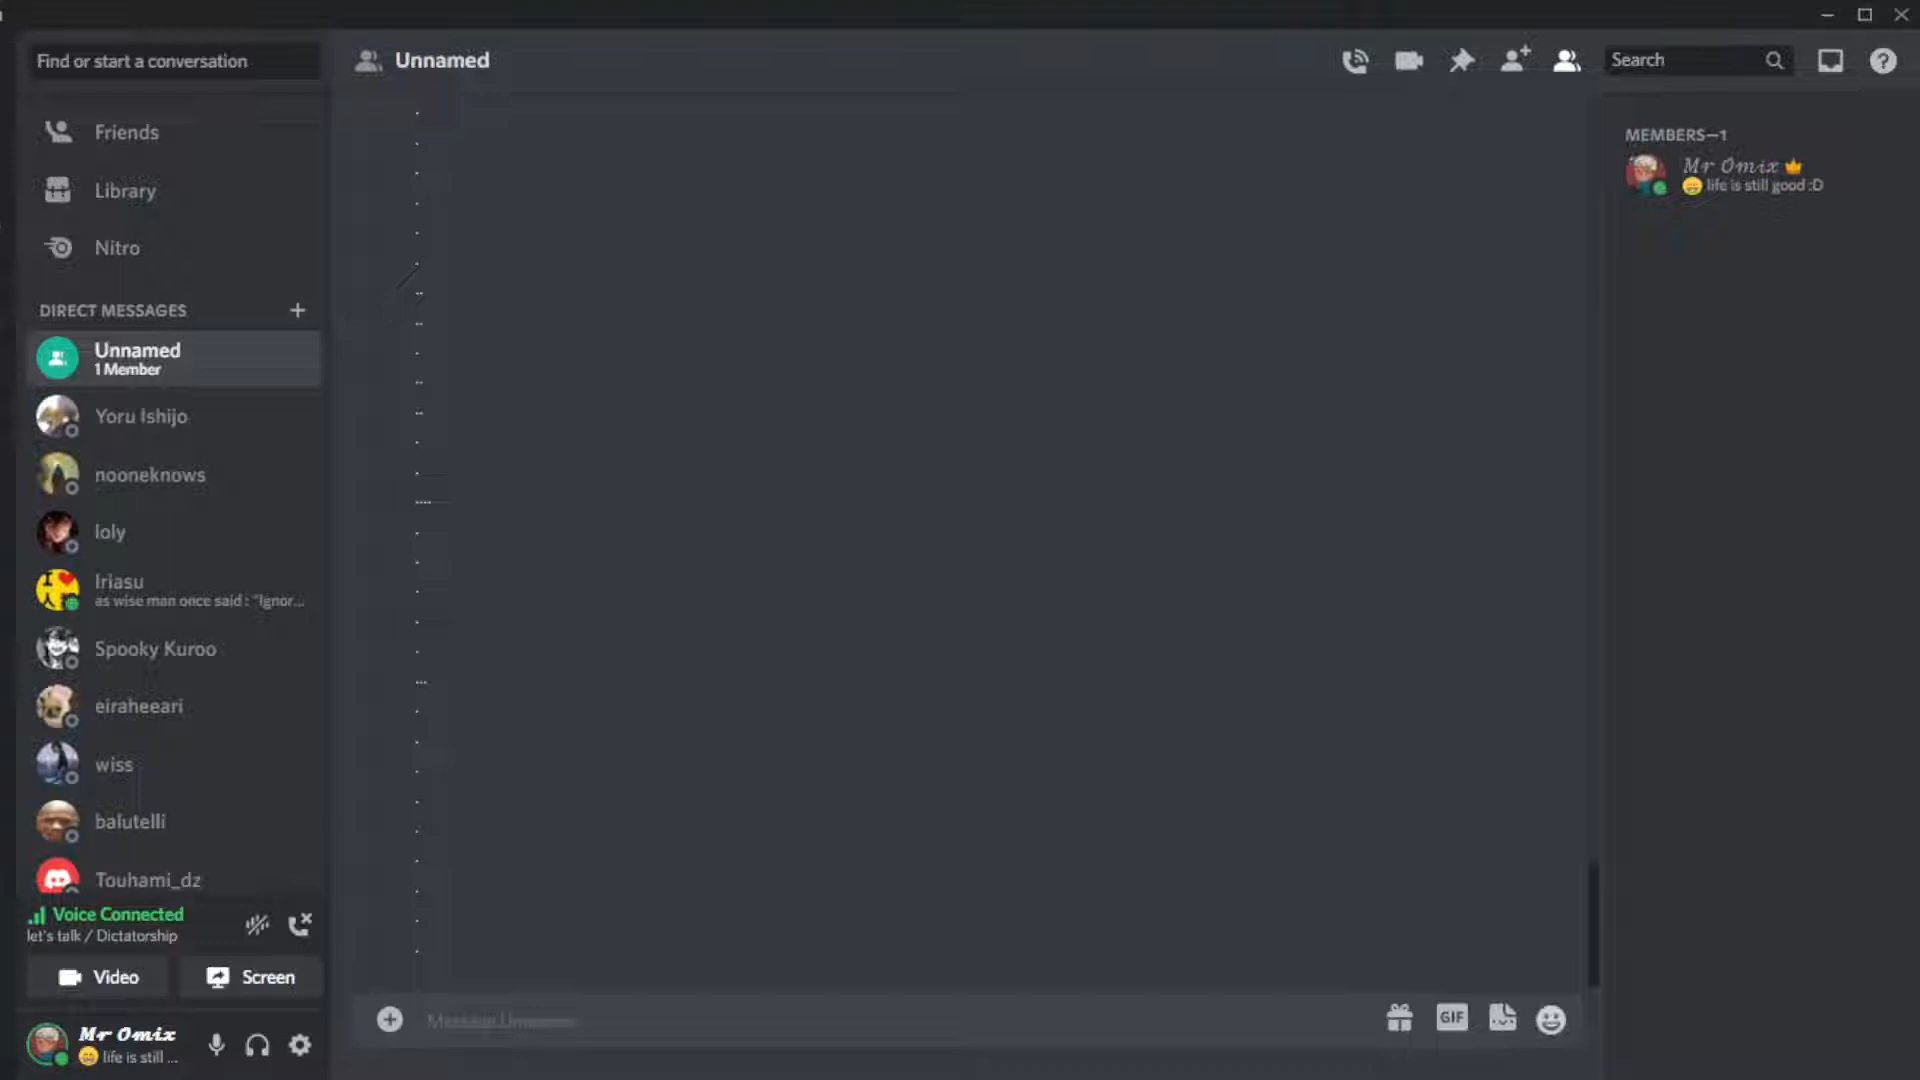 Find or start a conversation
Unnamed
Search
Friends
Library
Nitro
DIRECT MESSAGES
Unnamed
1 Member
Yoru Ishijo
nooneknows
loly
Iriasu
as wise man once said : "Ignor...
Spooky Kuroo
eiraheeari
wiss
balutelli
Touhami_dz
Voice Connected
let's talk / Dictatorship
Video
Screen
Mr Omix
life is still ...
.
.
.
.
.
.
..
..
.
..
..
.
.
....
.
.
.
.
.
...
.
.
.
.
.
.
.
.
.
Message Unnamed
GIF
MEMBERS—1
Mr Omix
life is still good :D